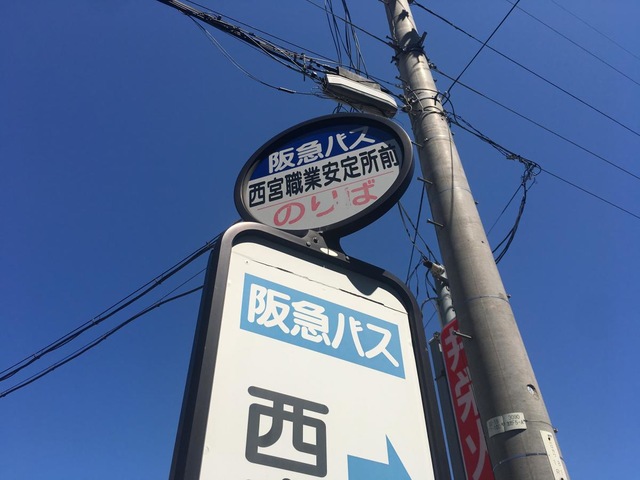 阪急バス
西宮職業安定所前
のりば
阪急バス
西